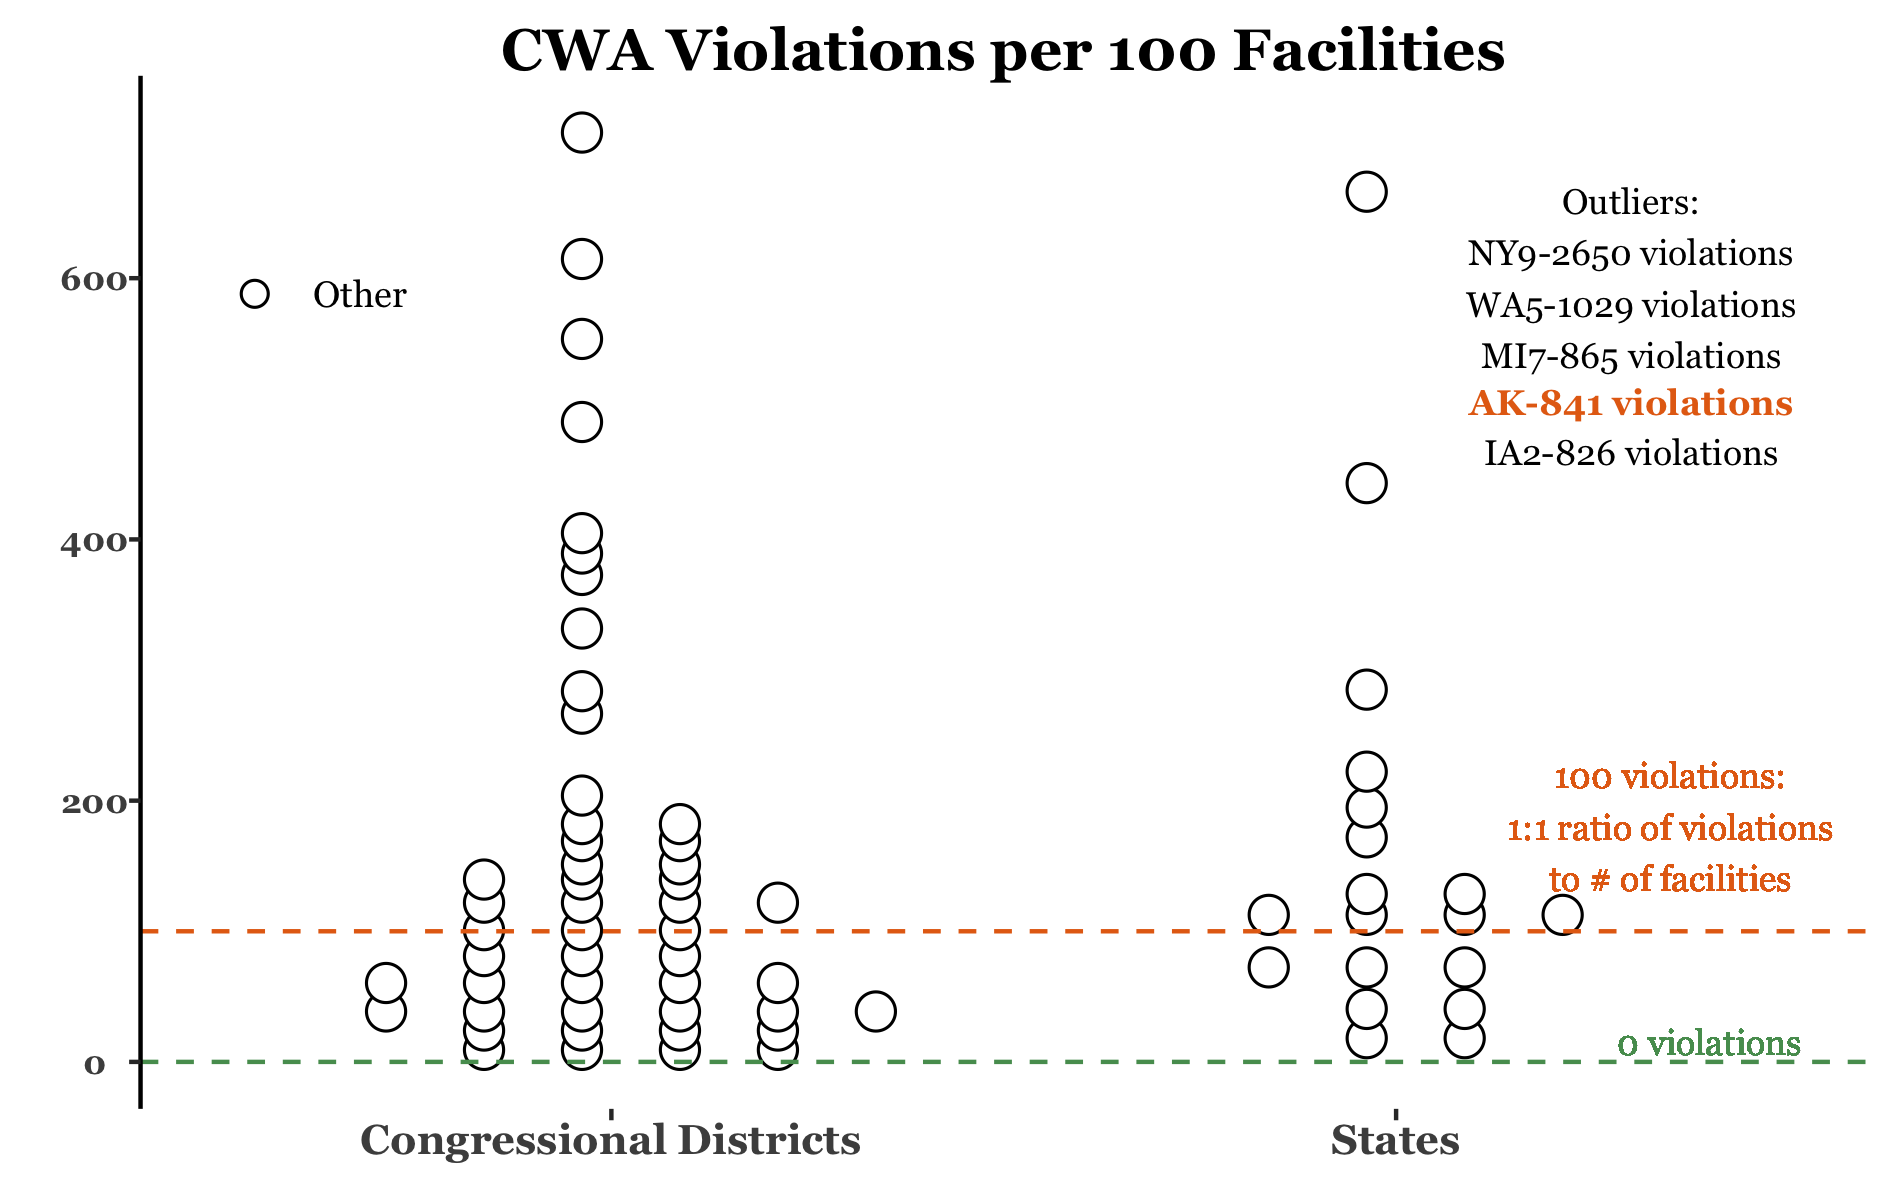 CWA Violations per 100 Facilities
Outliers:
NY9-2650 violations
600
Other
WA5-1029 violations
MI7-865 violations
AK-841 violations
IA2-826 violations
400
200
100 violations:
1:1 ratio of violations
to # of facilities
0
0 violations
Congressional Districts
States